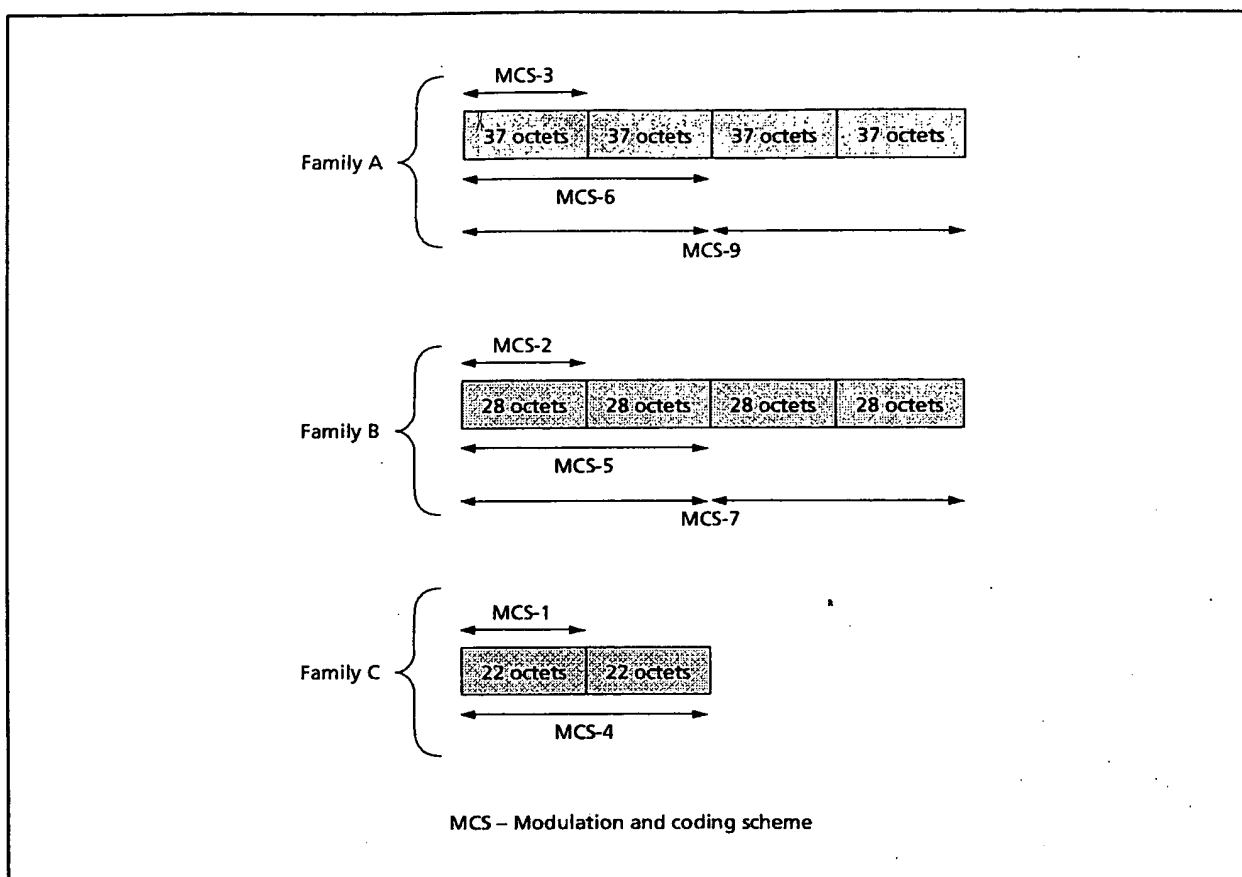 MCS-3
Family A
37 octets 37 octets 37 octets 37 octets
MCS-6
MCS-9
MCS-2
Family B
28 octets 28 octets 28 octets 28 octets
MCS-5
MCS-7
MCS-1
Family C
22 octets 22 octets
MCS-4
MCS – Modulation and coding scheme